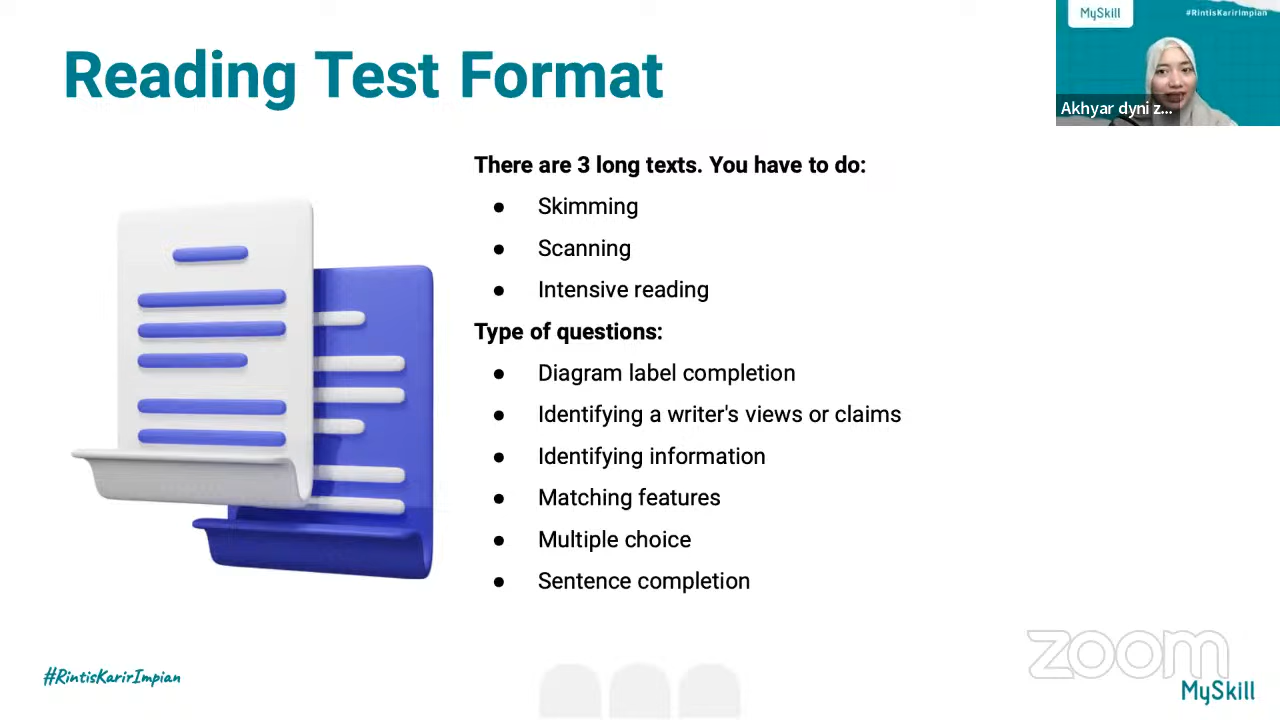 MySkill
#RintisKarirImpian
Reading Test Format
Akhyar dyni z...
There are 3 long texts. You have to do:
● Skimming
● Scanning
● Intensive reading
Type of questions:
● Diagram label completion
● Identifying a writer's views or claims
● Identifying information
● Matching features
● Multiple choice
● Sentence completion
zoom
#RintisKarirImpian
MySkill